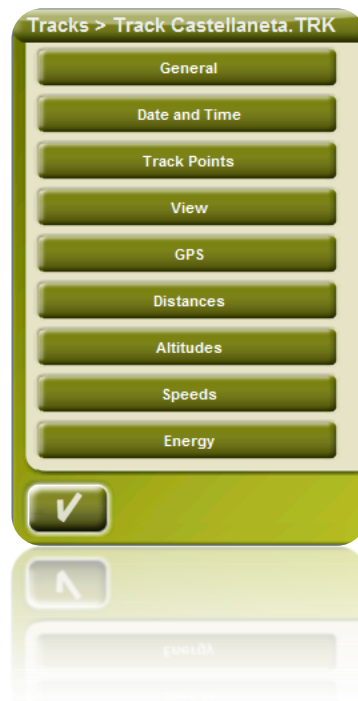 Tracks > Track Castellaneta.TRK
General
Date and Time
Track Points
View
GPS
Distances
Altitudes
Speeds
Energy